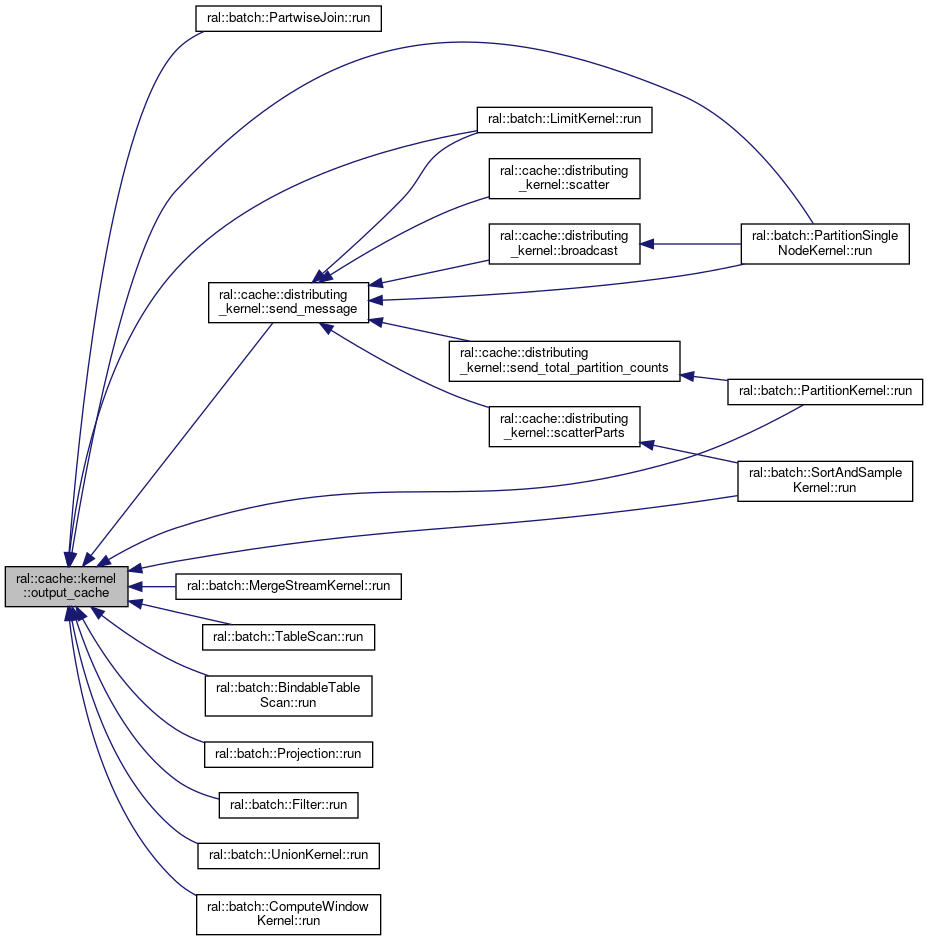 ral::batch::PartwiseJoin::run
ral::batch::LimitKernel::run
ral::cache::distributing
_kernel::scatter
ral::cache::distributing
_kernel::broadcast
ral::batch::PartitionSingle
NodeKernel::run
ral::cache::distributing
_kernel::send_message
ral::cache::distributing
_kernel::send_total_partition_counts
ral::batch::PartitionKernel::run
ral::cache::distributing
_kernel::scatterParts
ral::batch::SortAndSample
Kernel::run
ral::cache::kernel
::output_cache
ral::batch::MergeStreamKernel::run
ral::batch::TableScan::run
ral::batch::BindableTable
Scan::run
ral::batch::Projection::run
ral::batch::Filter::run
ral::batch::UnionKernel::run
ral::batch::ComputeWindow
Kernel::run